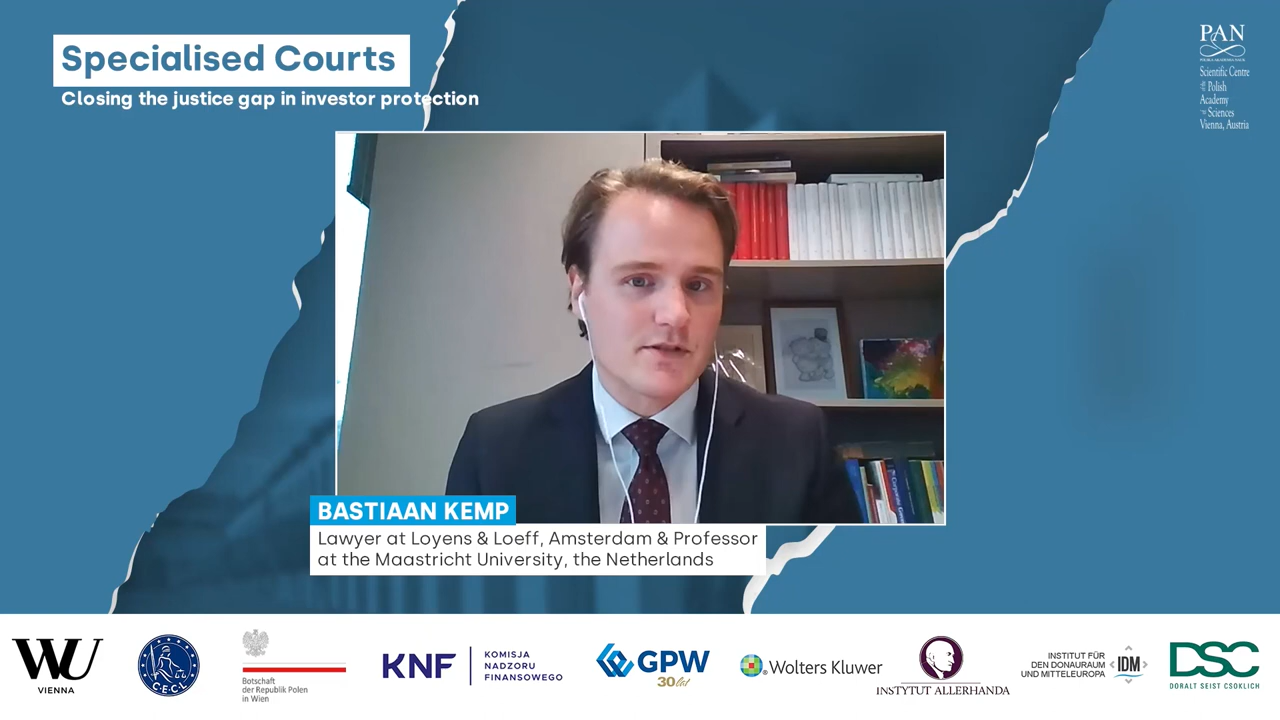 Specialised Courts
Closing the justice gap in investor protection
PAN
Scientific Centre
of the Polish
Academy
of Sciences
Vienna, Austria
BASTIAAN KEMP
Lawyer at Loyens & Loeff, Amsterdam & Professor
at the Maastricht University, the Netherlands
WU
VIENNA
C·E·C·L
Botschaft
der Republik Polen
in Wien
KNF
KOMISJA
NADZORU
FINANSOWEGO
GPW
30 lat
Wolters Kluwer
INSTYTUT ALLERHANDA
INSTITUT FÜR
DEN DONAURAUM
UND MITTELEUROPA
IDM
DSC
DORALT SEIST CSOKLICH